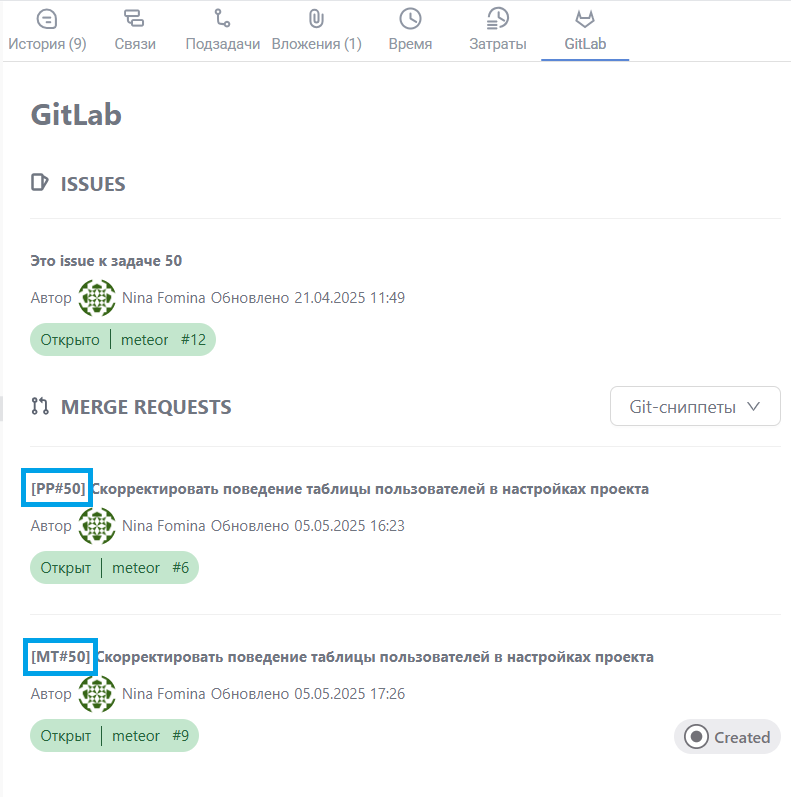 История (9) Связи Подзадачи Вложения (1) Время Затраты GitLab
GitLab
ISSUES
Это issue к задаче 50
Автор Nina Fomina Обновлено 21.04.2025 11:49
Открыто meteor #12
MERGE REQUESTS Git-сниппеты
[PP#50] Скорректировать поведение таблицы пользователей в настройках проекта
Автор Nina Fomina Обновлено 05.05.2025 16:23
Открыт meteor #6
[MT#50] Скорректировать поведение таблицы пользователей в настройках проекта
Автор Nina Fomina Обновлено 05.05.2025 17:26
Открыт meteor #9 Created